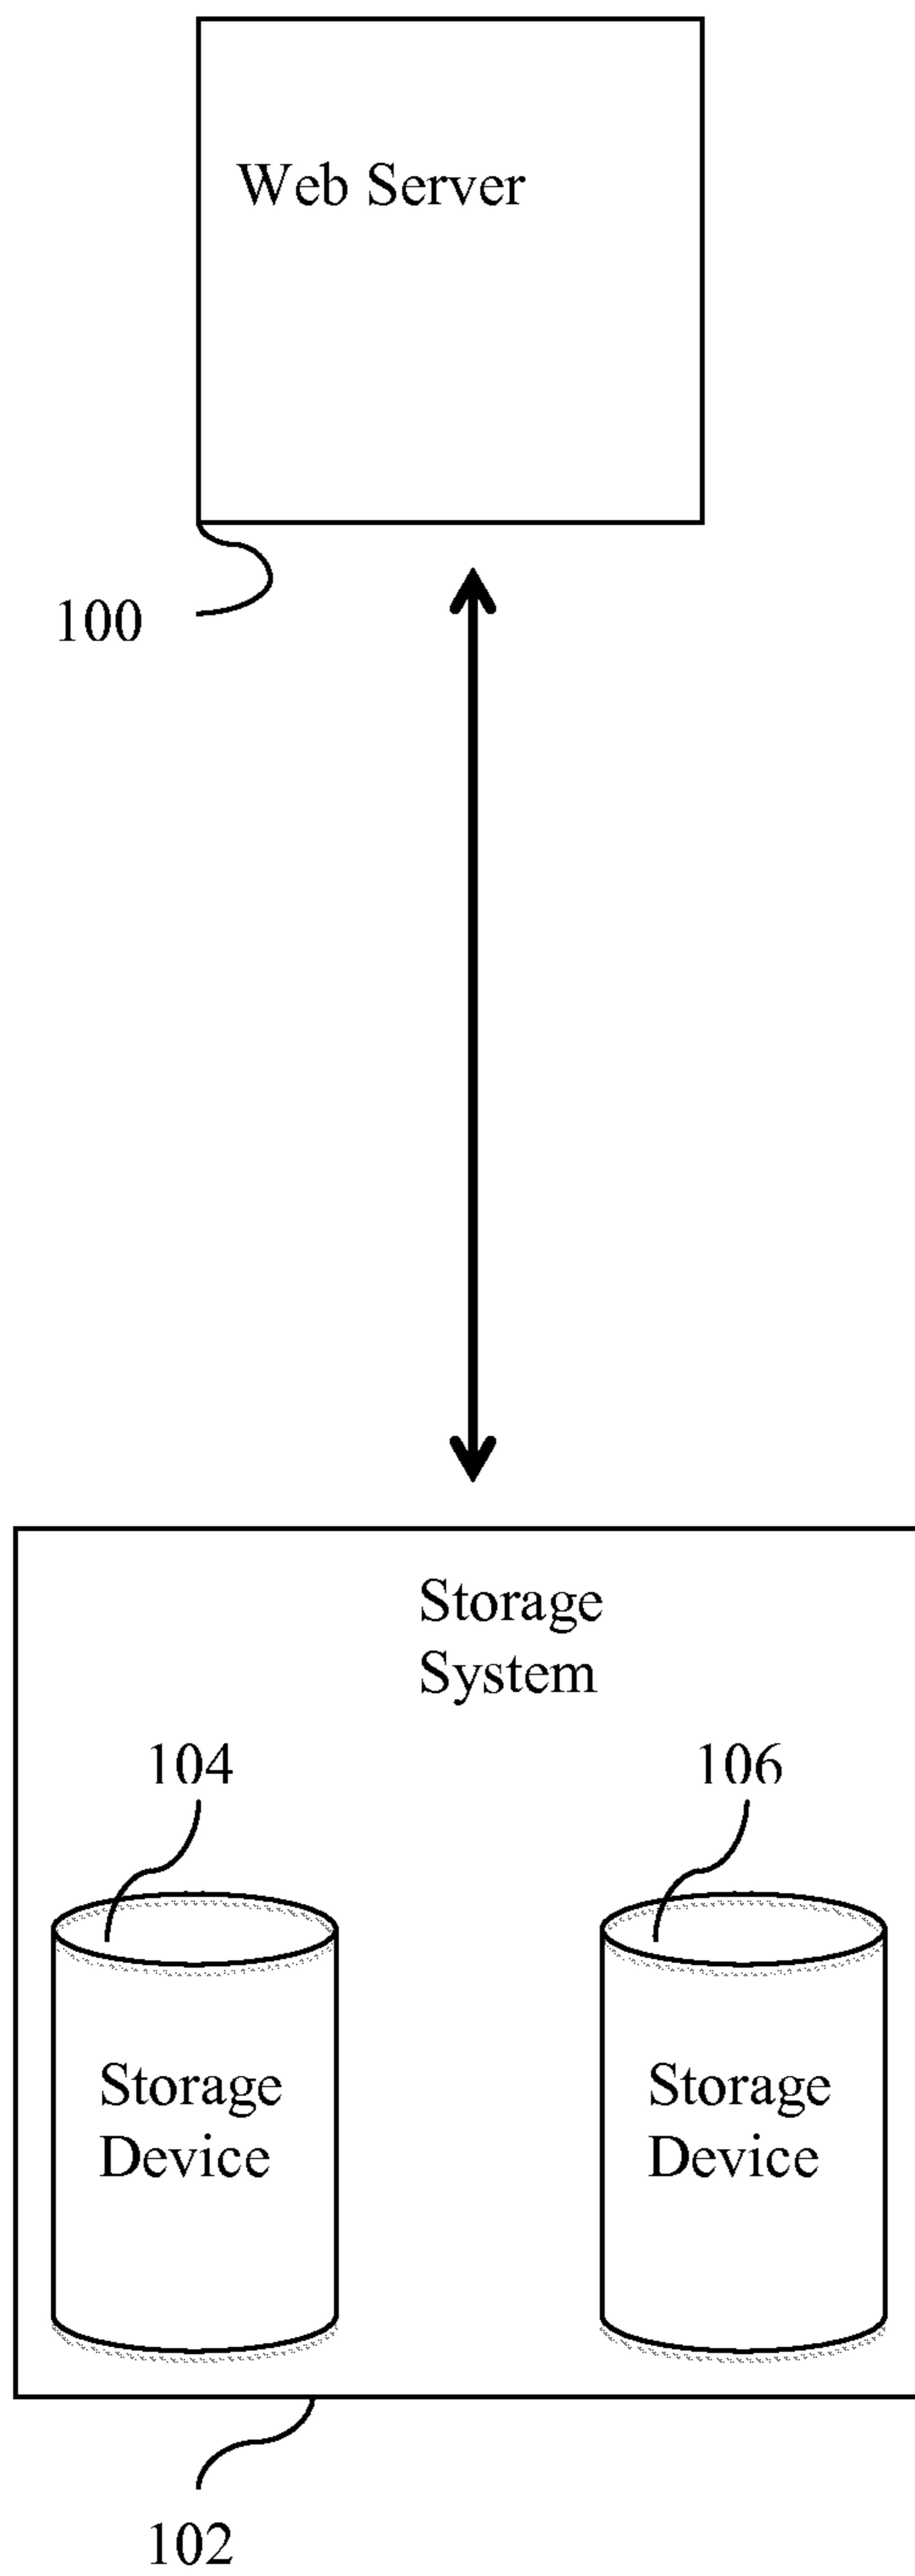 Web Server
100
Storage
System
104
106
Storage
Device
Storage
Device
102